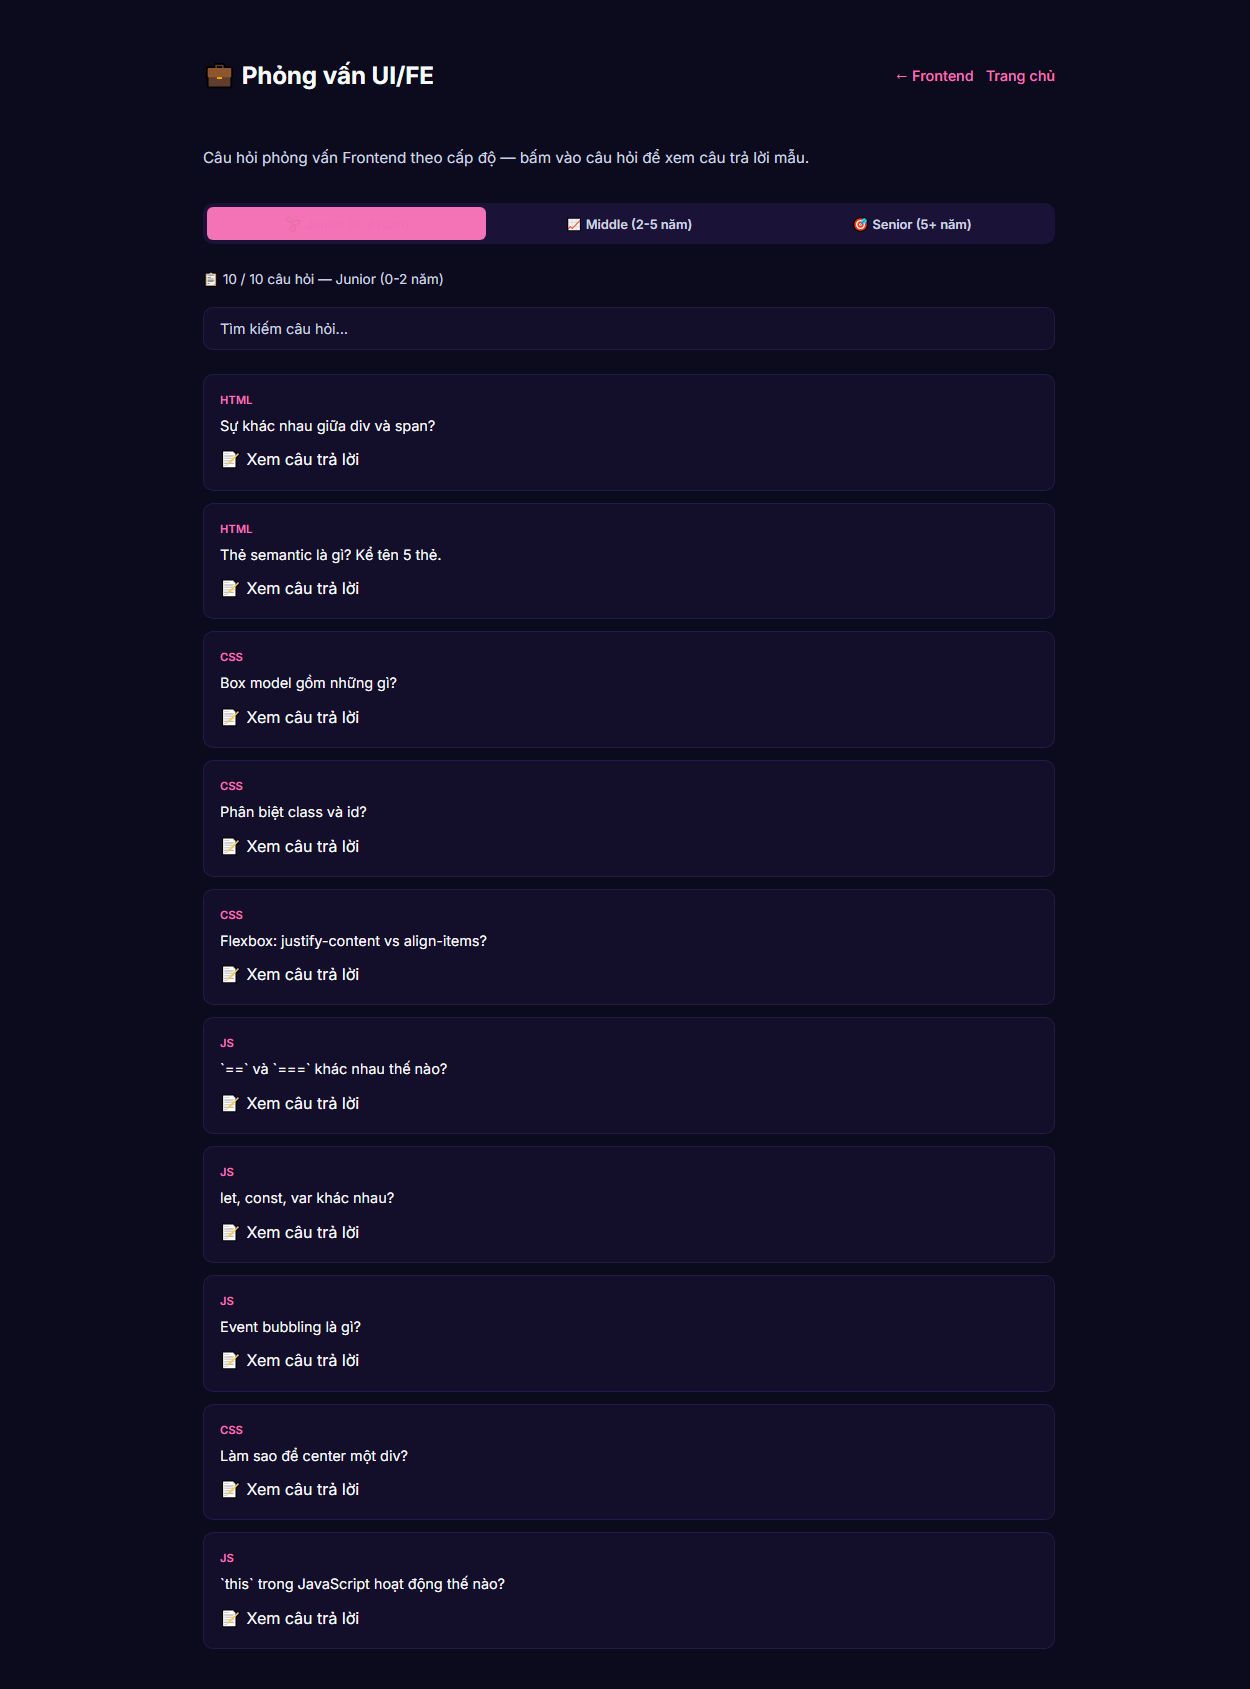 💼 Phỏng vấn UI/FE
← Frontend Trang chủ
Câu hỏi phỏng vấn Frontend theo cấp độ — bấm vào câu hỏi để xem câu trả lời mẫu.
📈 Middle (2-5 năm)
🎯 Senior (5+ năm)
📋 10 / 10 câu hỏi — Junior (0-2 năm)
Tìm kiếm câu hỏi...
HTML
Sự khác nhau giữa div và span?
📝 Xem câu trả lời
HTML
Thẻ semantic là gì? Kể tên 5 thẻ.
📝 Xem câu trả lời
CSS
Box model gồm những gì?
📝 Xem câu trả lời
CSS
Phân biệt class và id?
📝 Xem câu trả lời
CSS
Flexbox: justify-content vs align-items?
📝 Xem câu trả lời
JS
`==` và `===` khác nhau thế nào?
📝 Xem câu trả lời
JS
let, const, var khác nhau?
📝 Xem câu trả lời
JS
Event bubbling là gì?
📝 Xem câu trả lời
CSS
Làm sao để center một div?
📝 Xem câu trả lời
JS
`this` trong JavaScript hoạt động thế nào?
📝 Xem câu trả lời